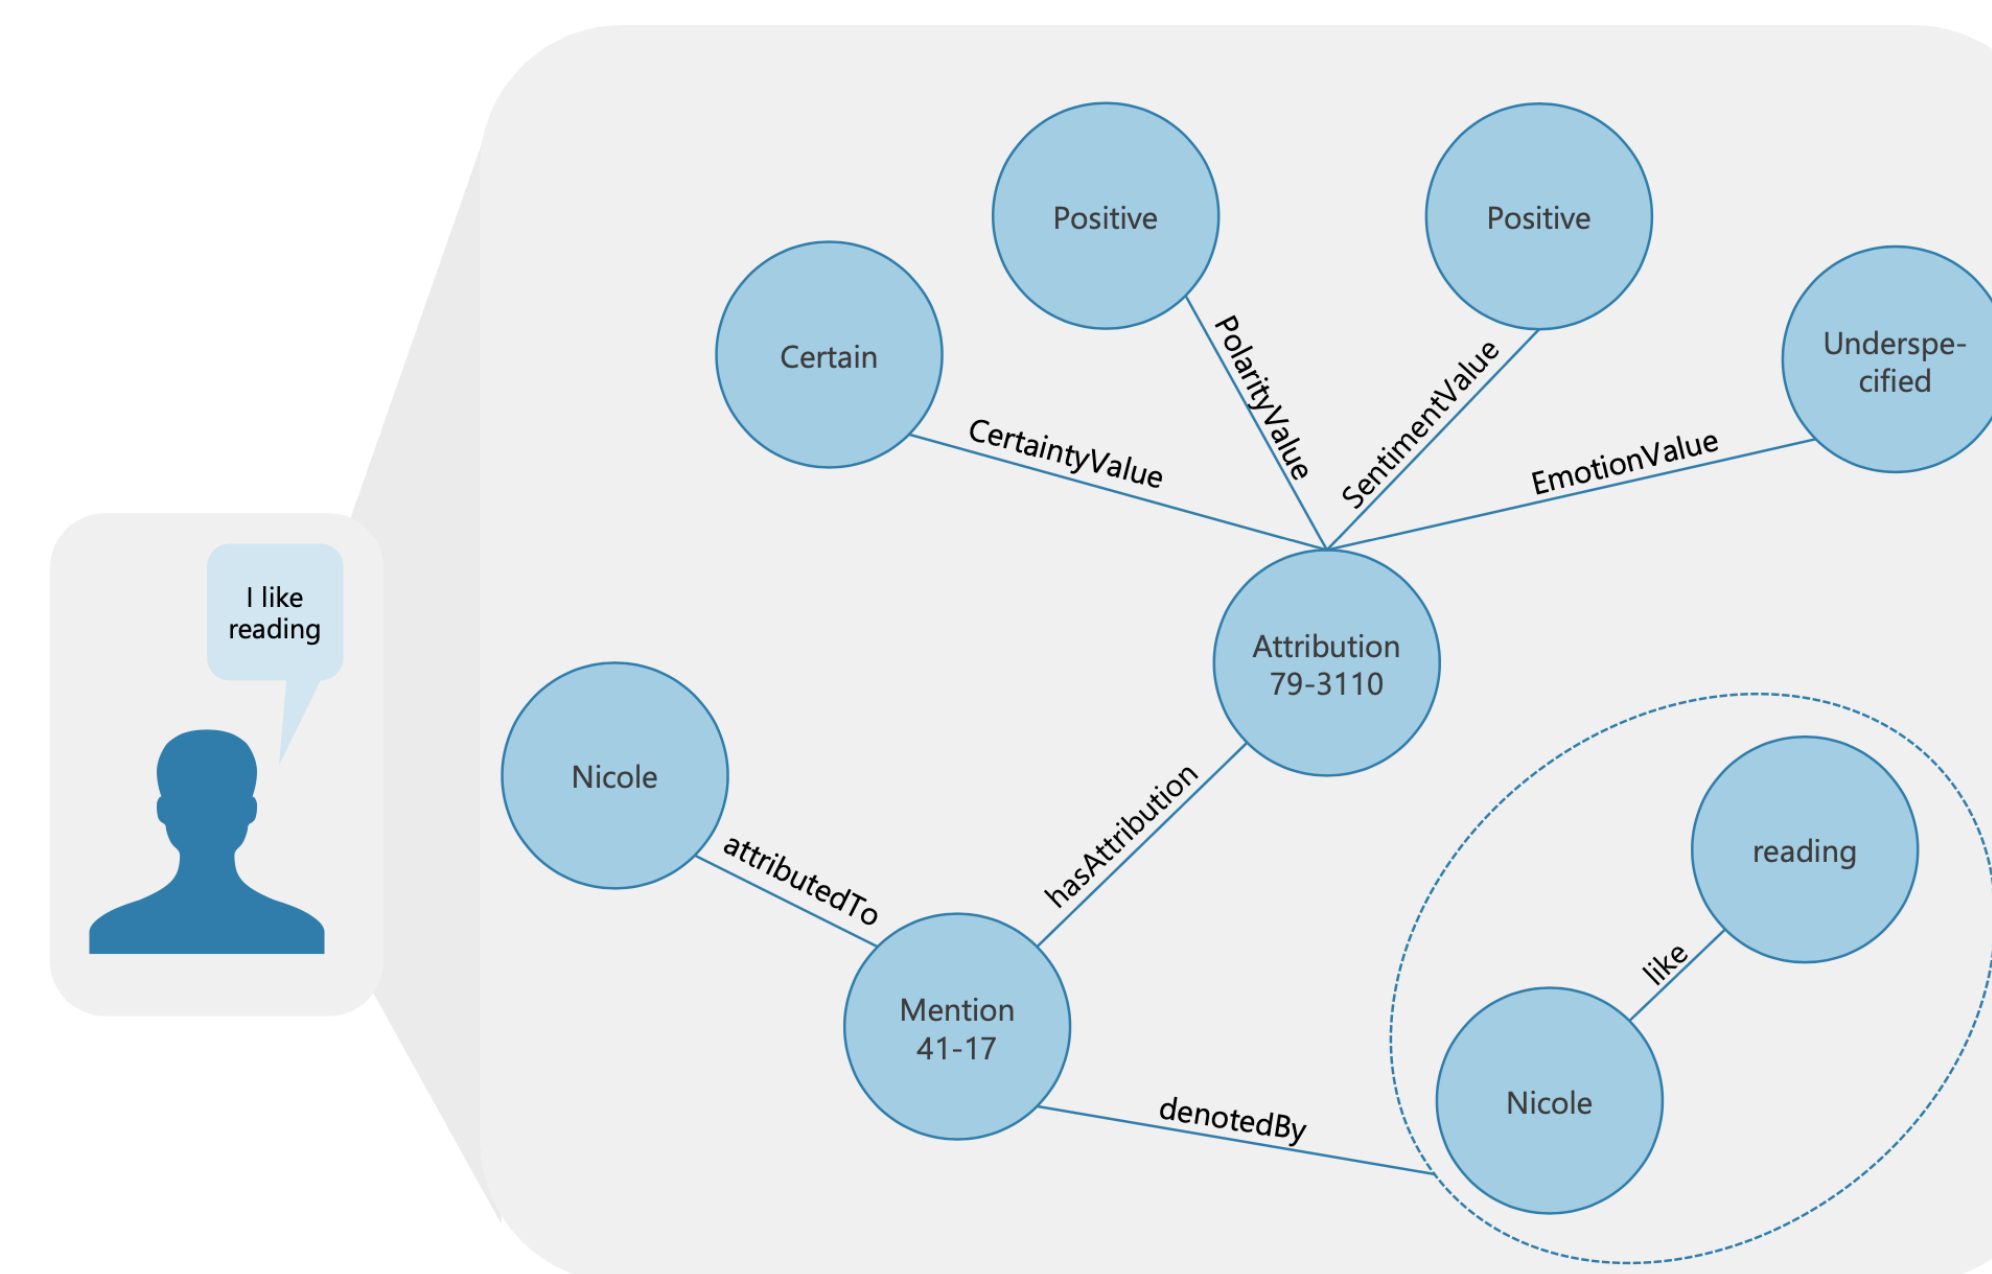 I like
reading
Positive
Positive
Certain
Underspe-
cified
PolarityValue
SentimentValue
CertaintyValue
EmotionValue
Attribution
79-3110
Nicole
attributedTo
hasAttribution
reading
like
Mention
41-17
Nicole
denotedBy